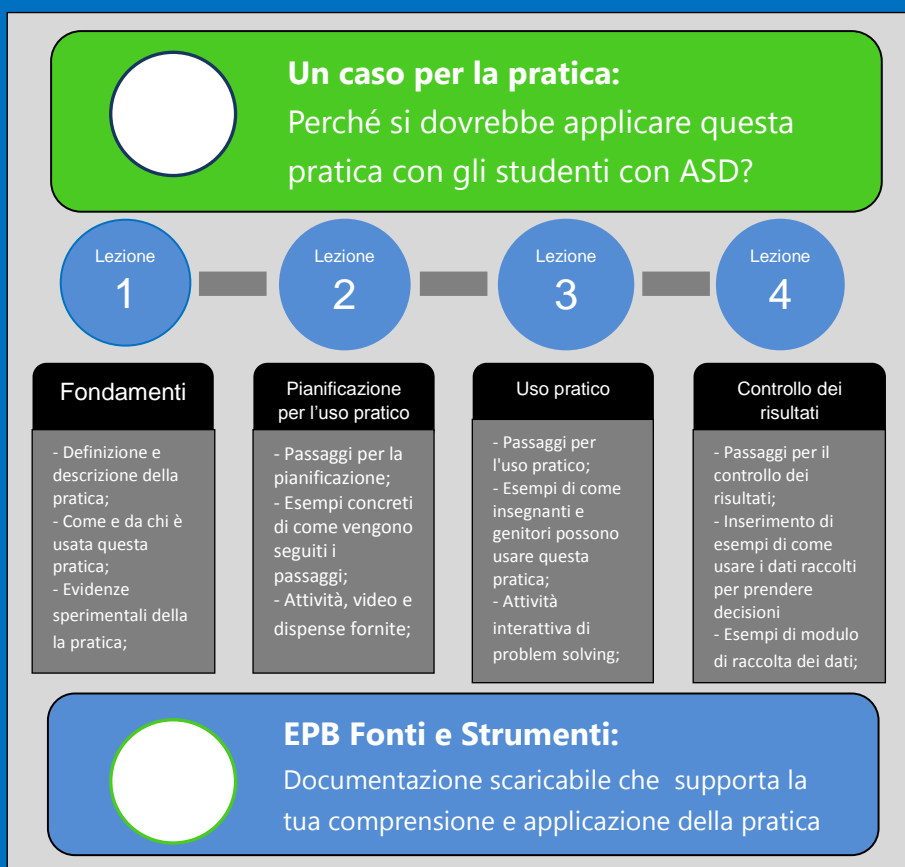 Un caso per la pratica:
Perché si dovrebbe applicare questa
pratica con gli studenti con ASD?
Lezione
1
Lezione
2
Lezione
3
Lezione
4
Fondamenti
- Definizione e
descrizione della
pratica;
- Come e da chi è
usata questa
pratica;
- Evidenze
sperimentali della
la pratica;
Pianificazione
per l'uso pratico
- Passaggi per la
pianificazione;
- Esempi concreti
di come vengono
seguiti i
passaggi;
- Attività, video e
dispense fornite;
Uso pratico
- Passaggi per
l'uso pratico;
- Esempi di come
insegnanti e
genitori possono
usare questa
pratica;
- Attività
interattiva di
problem solving;
Controllo dei
risultati
- Passaggi per il
controllo dei
risultati;
- Inserimento di
esempi di come
usare i dati raccolti
per prendere
decisioni
- Esempi di modulo
di raccolta dei dati;
EPB Fonti e Strumenti:
Documentazione scaricabile che supporta la
tua comprensione e applicazione della pratica